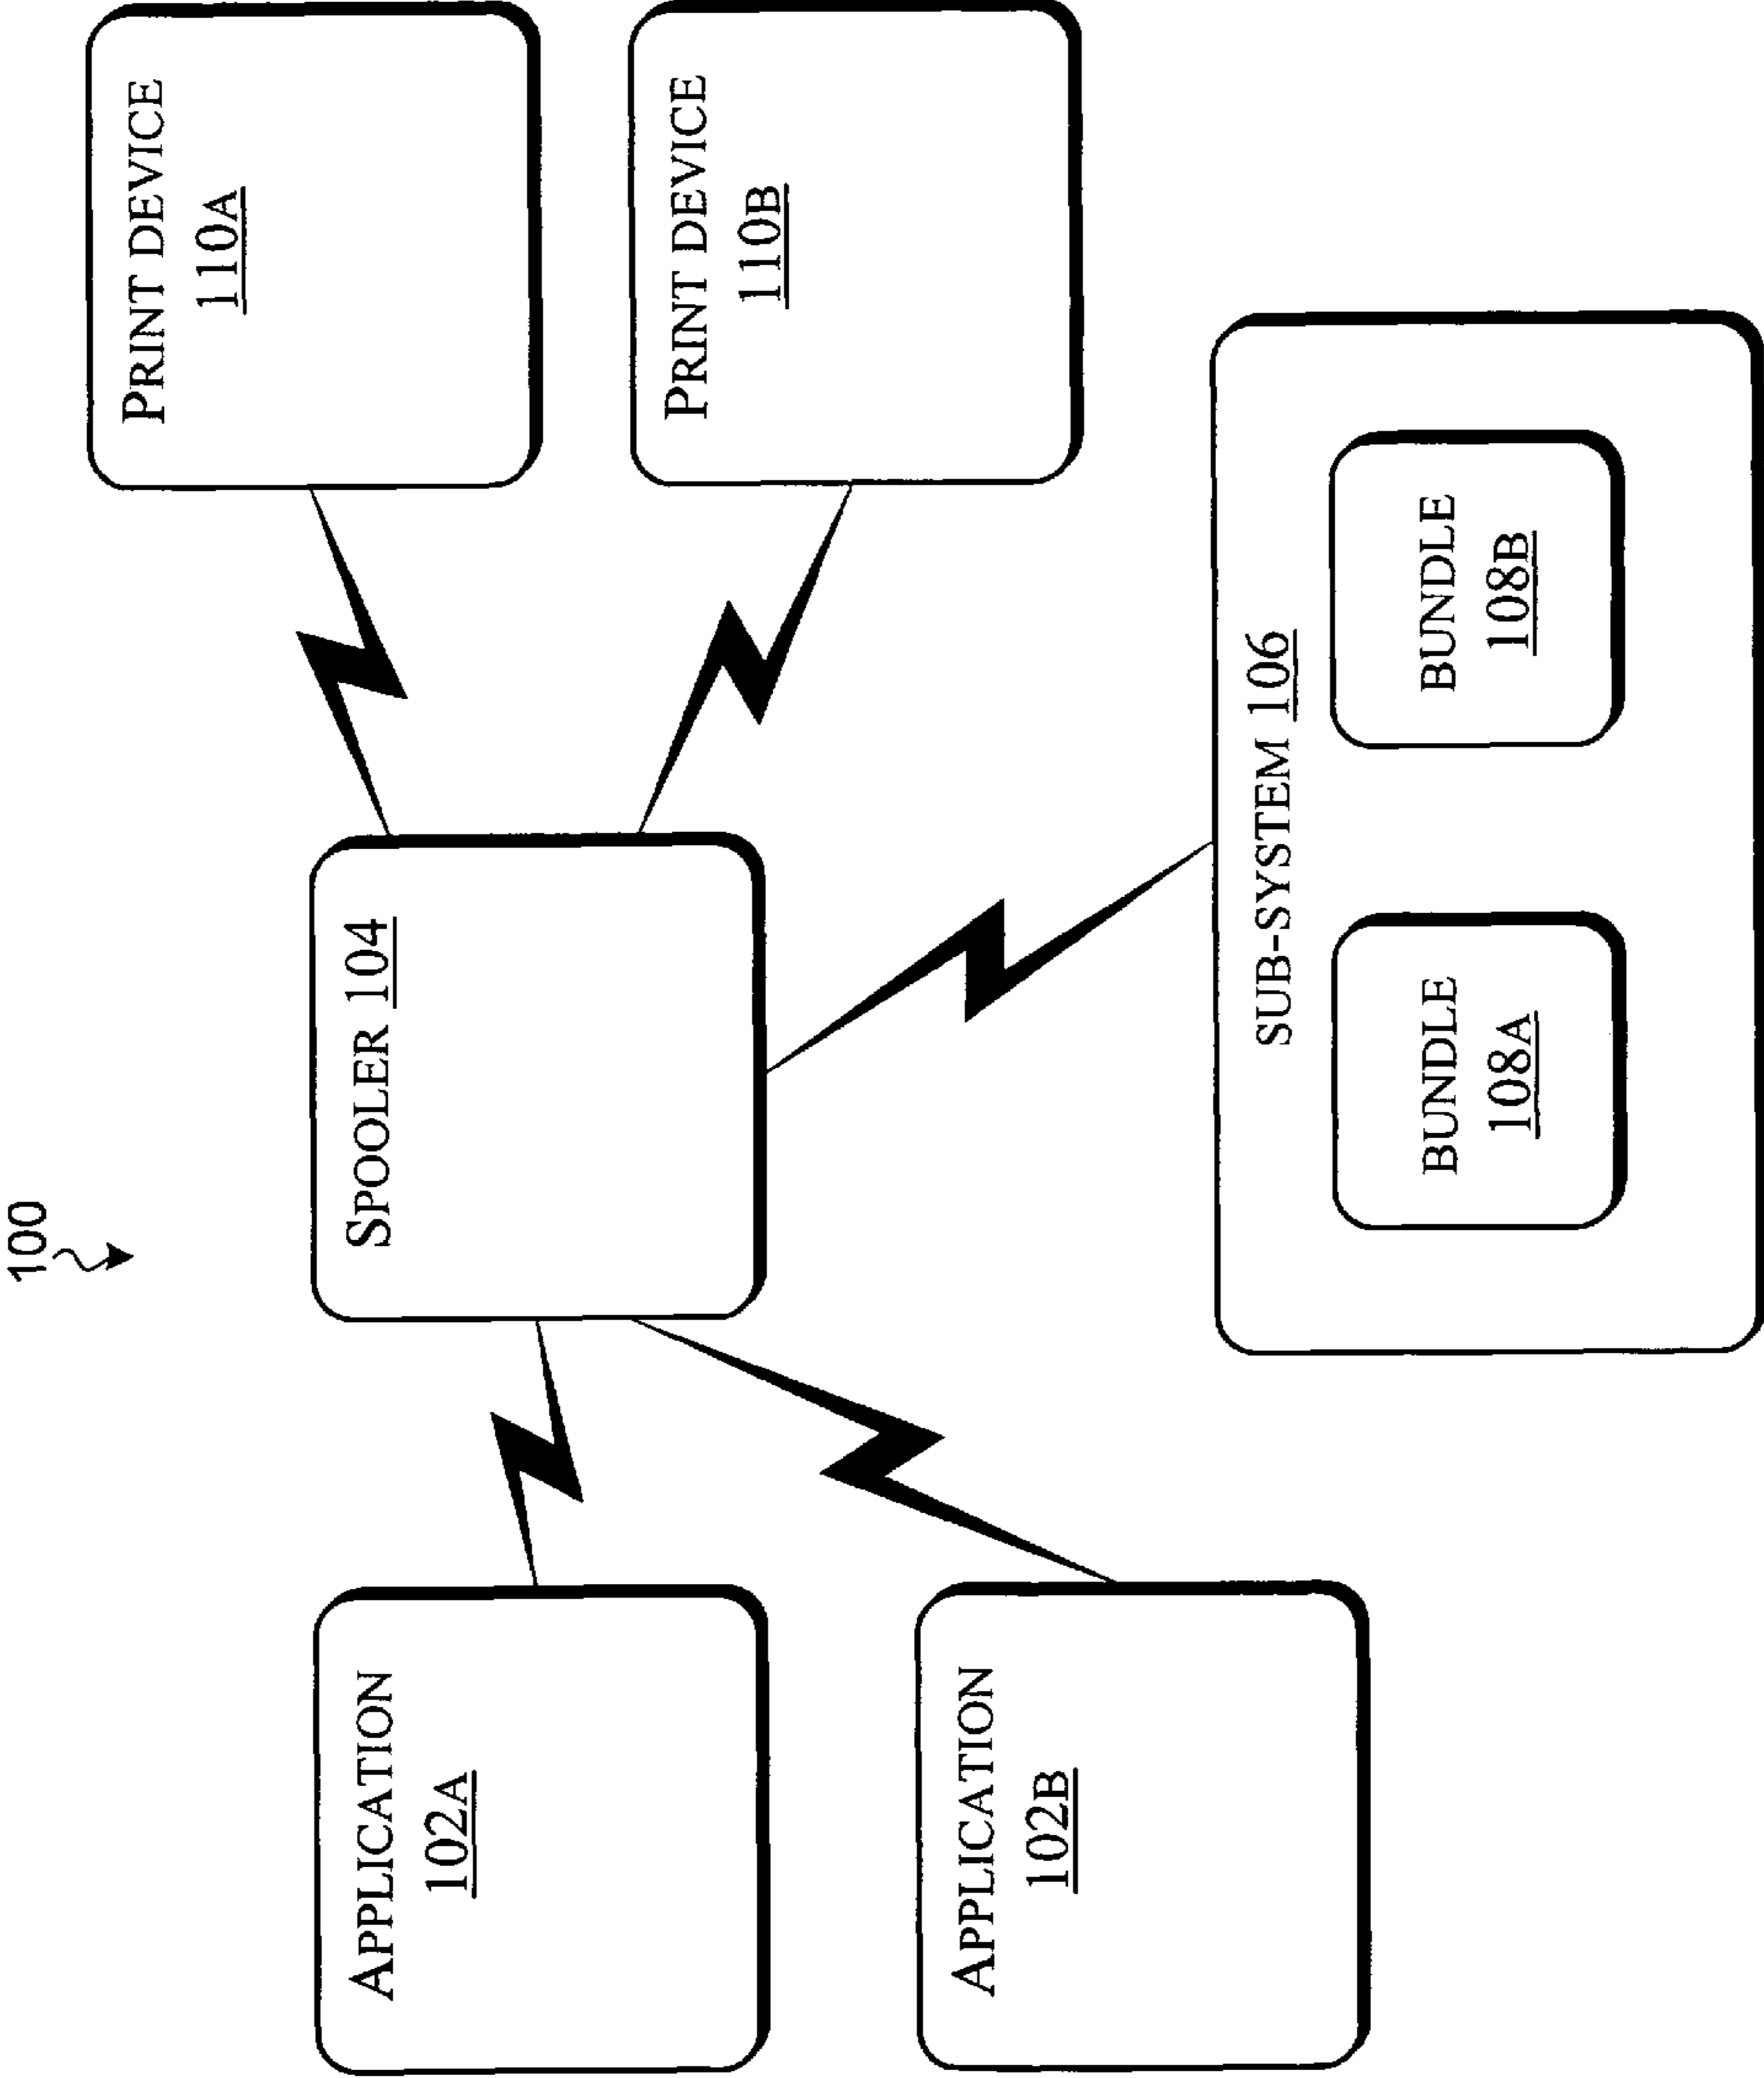 100
APPLICATION
102A
APPLICATION
102B
SPOOLER 104
PRINT DEVICE
110A
PRINT DEVICE
110B
SUB-SYSTEM 106
BUNDLE
108A
BUNDLE
108B